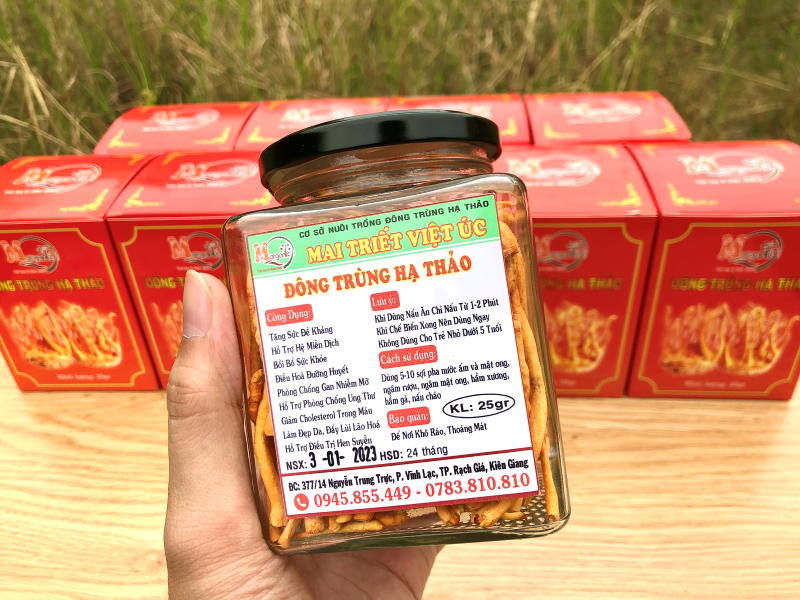 CƠ SỞ NUÔI TRỒNG ĐÔNG TRÙNG HẠ THẢO
MAI TRIẾT VIỆT ÚC
Morganic
ĐÔNG TRÙNG HẠ THẢO
Công Dụng:
Tăng Sức Đề Kháng
Hỗ Trợ Hệ Miễn Dịch
Bồi Bổ Sức Khỏe
Điều Hoà Đường Huyết
Phòng Chống Gan Nhiễm Mỡ
Hỗ Trợ Phòng Chống Ung Thư
Giảm Cholesterol Trong Máu
Làm Đẹp Da, Đẩy Lùi Lão Hoá
Hỗ Trợ Điều Trị Hen Suyễn
Lưu ý:
Khi Dùng Nấu Ăn Chỉ Nấu Từ 1-2 Phút
Khi Chế Biến Xong Nên Dùng Ngay
Không Dùng Cho Trẻ Nhỏ Dưới 5 Tuổi
Cách sử dụng:
Dùng 5-10 sợi pha nước ấm và mật ong,
ngâm rượu, ngâm mật ong, hầm xương,
hầm gà, nấu cháo
Bảo quản:
KL: 25gr
Để Nơi Khô Ráo, Thoáng Mát
NSX: 3 -01- 2023 HSD: 24 tháng
ĐC: 377/14 Nguyễn Trung Trực, P. Vĩnh Lạc, TP. Rạch Giá, Kiên Giang
0945.855.449 - 0783.810.810
ĐÔNG TRÙNG HẠ THẢO
ĐÔNG TRÙNG HẠ THẢO